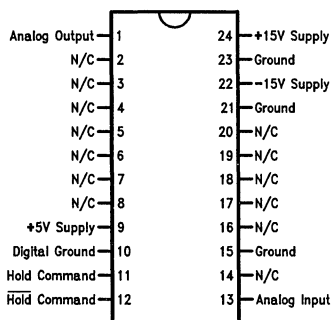 Analog Output 1 24 +15V Supply
N/C 2 23 Ground
N/C 3 22 -15V Supply
N/C 4 21 Ground
N/C 5 20 N/C
N/C 6 19 N/C
N/C 7 18 N/C
N/C 8 17 N/C
+5V Supply 9 16 N/C
Digital Ground 10 15 Ground
Hold Command 11 14 N/C
H̅o̅l̅d̅ Command 12 13 Analog Input